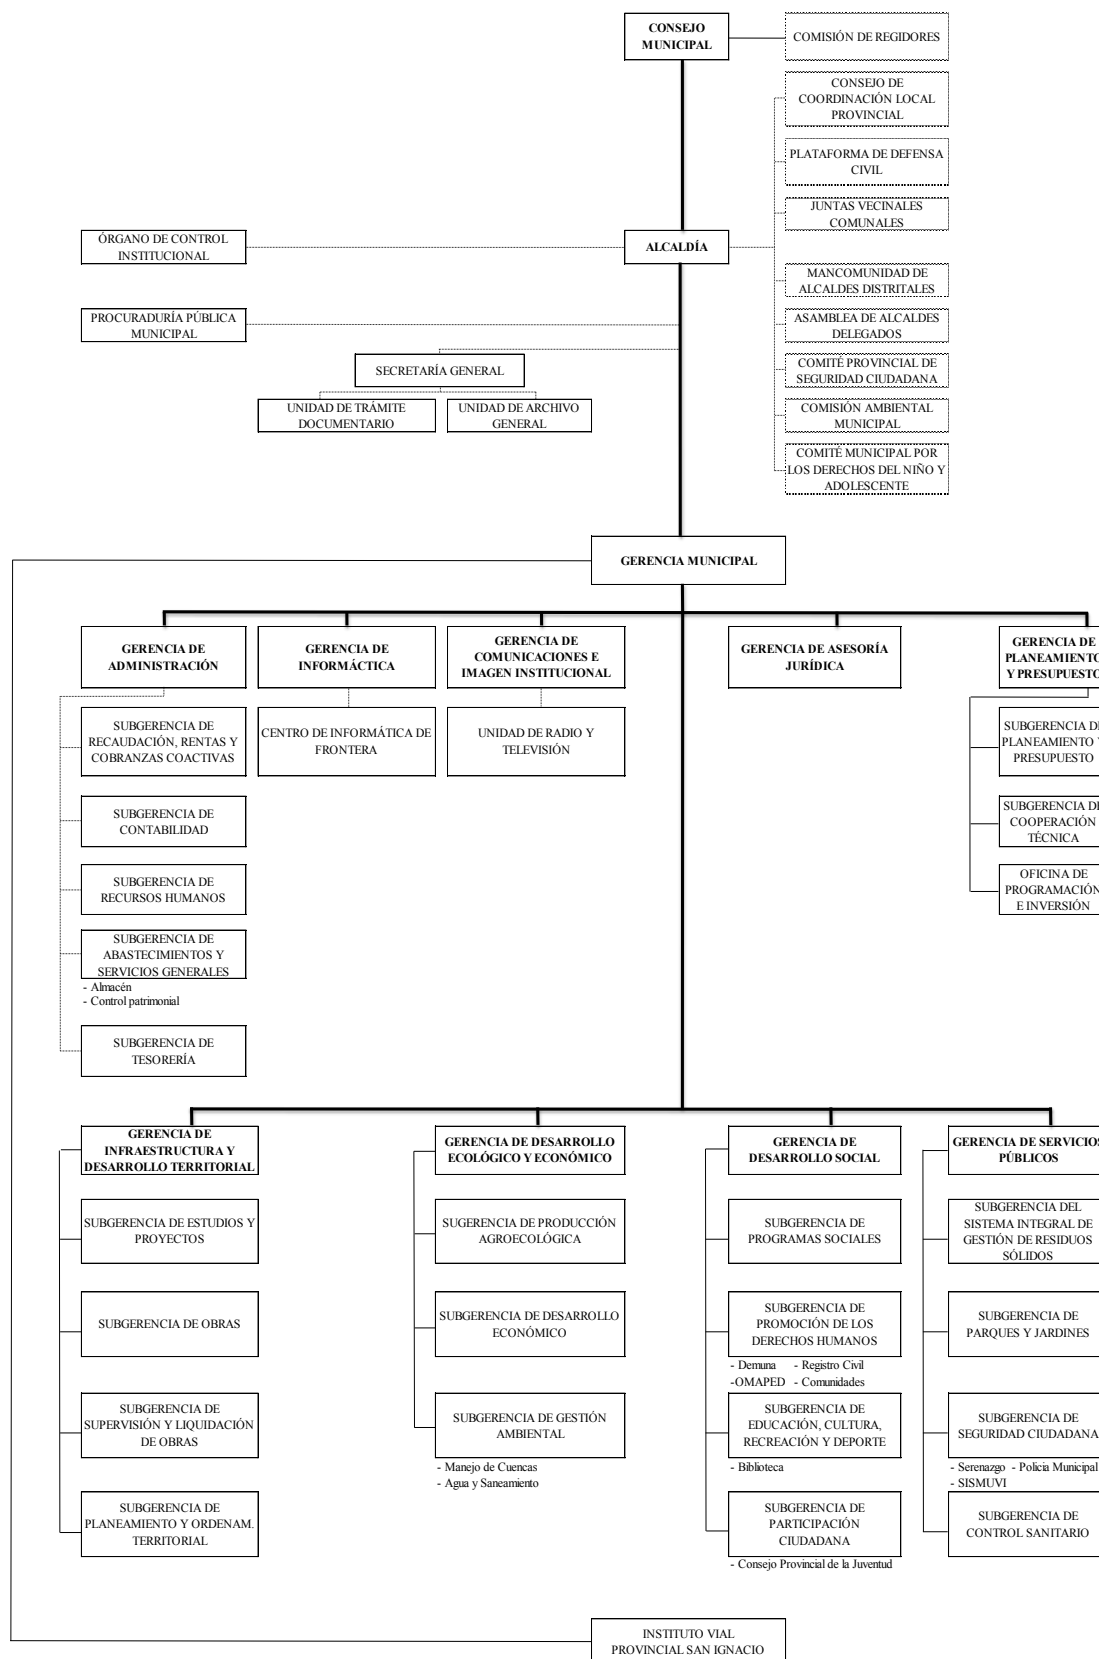 CONSEJO
MUNICIPAL
COMISIÓN DE REGIDORES
CONSEJO DE
COORDINACIÓN LOCAL
PROVINCIAL
PLATAFORMA DE DEFENSA
CIVIL
JUNTAS VECINALES
COMUNALES
ÓRGANO DE CONTROL
INSTITUCIONAL
ALCALDÍA
MANCOMUNIDAD DE
ALCALDES DISTRITALES
PROCURADURÍA PÚBLICA
MUNICIPAL
ASAMBLEA DE ALCALDES
DELEGADOS
SECRETARÍA GENERAL
COMITÉ PROVINCIAL DE
SEGURIDAD CIUDADANA
UNIDAD DE TRÁMITE
DOCUMENTARIO
UNIDAD DE ARCHIVO
GENERAL
COMISIÓN AMBIENTAL
MUNICIPAL
COMITÉ MUNICIPAL POR
LOS DERECHOS DEL NIÑO Y
ADOLESCENTE
GERENCIA MUNICIPAL
GERENCIA DE
ADMINISTRACIÓN
GERENCIA DE
INFORMÁCTICA
GERENCIA DE
COMUNICACIONES E
IMAGEN INSTITUCIONAL
GERENCIA DE ASESORÍA
JURÍDICA
GERENCIA DE
PLANEAMIENTO
Y PRESUPUESTO
SUBGERENCIA DE
RECAUDACIÓN, RENTAS Y
COBRANZAS COACTIVAS
CENTRO DE INFORMÁTICA DE
FRONTERA
UNIDAD DE RADIO Y
TELEVISIÓN
SUBGERENCIA DE
PLANEAMIENTO Y
PRESUPUESTO
SUBGERENCIA DE
CONTABILIDAD
SUBGERENCIA DE
COOPERACIÓN
TÉCNICA
SUBGERENCIA DE
RECURSOS HUMANOS
OFICINA DE
PROGRAMACIÓN
E INVERSIÓN
SUBGERENCIA DE
ABASTECIMIENTOS Y
SERVICIOS GENERALES
- Almacén
- Control patrimonial
SUBGERENCIA DE
TESORERÍA
GERENCIA DE
INFRAESTRUCTURA Y
DESARROLLO TERRITORIAL
GERENCIA DE DESARROLLO
ECOLÓGICO Y ECONÓMICO
GERENCIA DE
DESARROLLO SOCIAL
GERENCIA DE SERVICIOS
PÚBLICOS
SUBGERENCIA DE ESTUDIOS Y
PROYECTOS
SUGERENCIA DE PRODUCCIÓN
AGROECOLÓGICA
SUBGERENCIA DE
PROGRAMAS SOCIALES
SUBGERENCIA DEL
SISTEMA INTEGRAL DE
GESTIÓN DE RESIDUOS
SÓLIDOS
SUBGERENCIA DE OBRAS
SUBGERENCIA DE DESARROLLO
ECONÓMICO
SUBGERENCIA DE
PROMOCIÓN DE LOS
DERECHOS HUMANOS
- Demuna - Registro Civil
-OMAPED - Comunidades
SUBGERENCIA DE
PARQUES Y JARDINES
SUBGERENCIA DE
SUPERVISIÓN Y LIQUIDACIÓN
DE OBRAS
SUBGERENCIA DE GESTIÓN
AMBIENTAL
- Manejo de Cuencas
- Agua y Saneamiento
SUBGERENCIA DE
EDUCACIÓN, CULTURA,
RECREACIÓN Y DEPORTE
- Biblioteca
SUBGERENCIA DE
SEGURIDAD CIUDADANA
- Serenazgo - Policia Municipal
- SISMUVI
SUBGERENCIA DE
PLANEAMIENTO Y ORDENAM.
TERRITORIAL
SUBGERENCIA DE
PARTICIPACIÓN
CIUDADANA
- Consejo Provincial de la Juventud
SUBGERENCIA DE
CONTROL SANITARIO
INSTITUTO VIAL
PROVINCIAL SAN IGNACIO